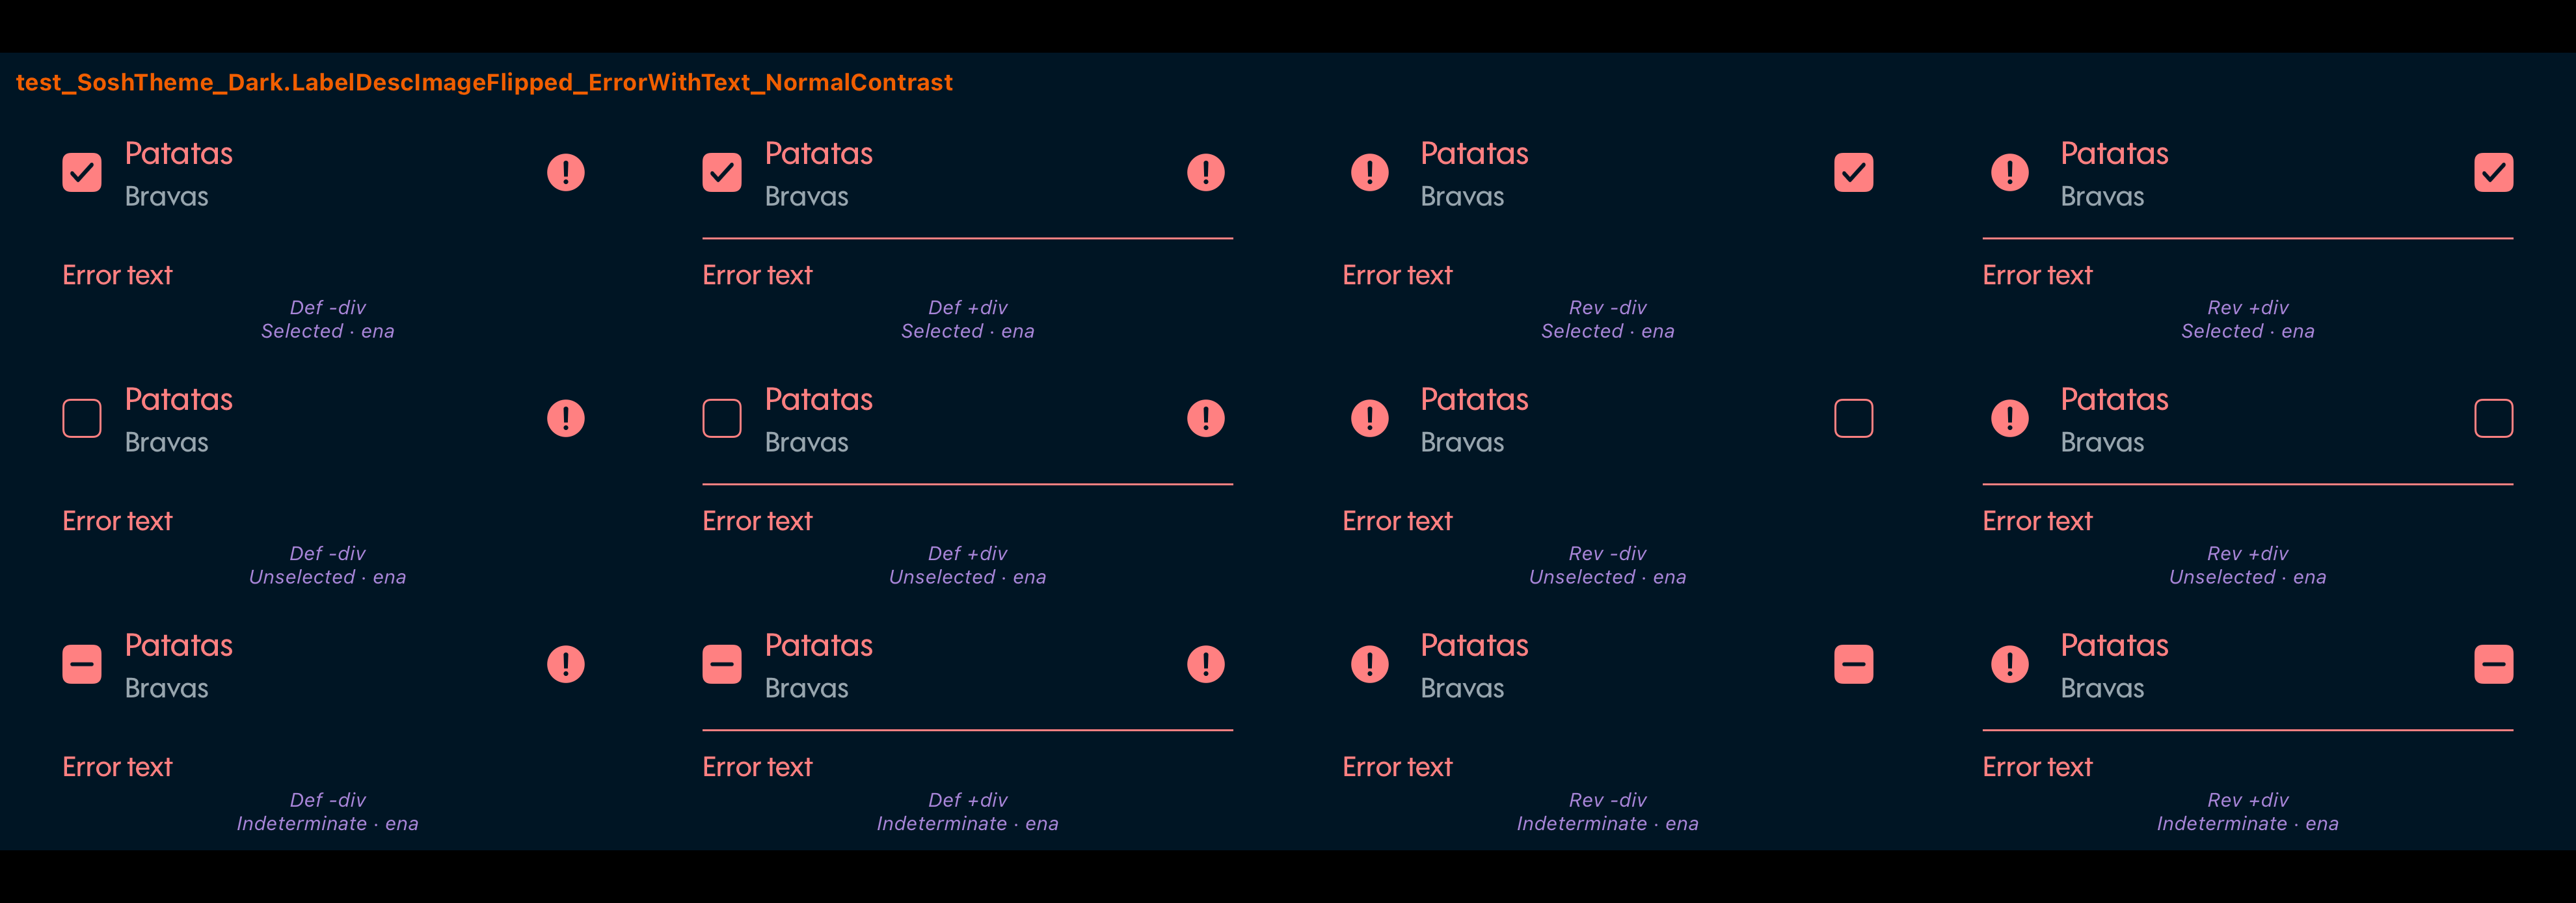 test_SoshTheme_Dark.LabelDescImageFlipped_ErrorWithText_NormalContrast
Patatas
Bravas
Error text
Def -div
Selected · ena
Patatas
Bravas
Error text
Def +div
Selected · ena
Patatas
Bravas
Error text
Rev -div
Selected · ena
Patatas
Bravas
Error text
Rev +div
Selected · ena
Patatas
Bravas
Error text
Def -div
Unselected · ena
Patatas
Bravas
Error text
Def +div
Unselected · ena
Patatas
Bravas
Error text
Rev -div
Unselected · ena
Patatas
Bravas
Error text
Rev +div
Unselected · ena
Patatas
Bravas
Error text
Def -div
Indeterminate · ena
Patatas
Bravas
Error text
Def +div
Indeterminate · ena
Patatas
Bravas
Error text
Rev -div
Indeterminate · ena
Patatas
Bravas
Error text
Rev +div
Indeterminate · ena